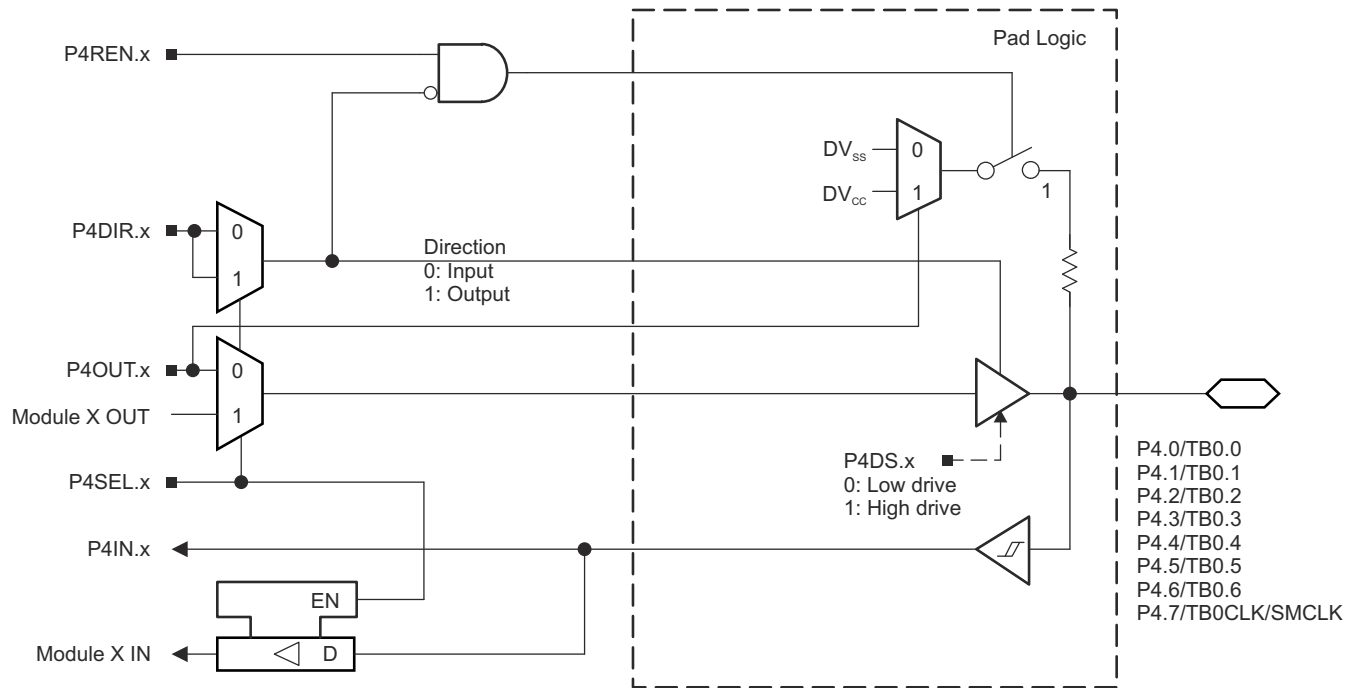 Pad Logic
P4REN.x
DVSS
0
DVCC
1
1
P4DIR.x
0
1
Direction
0: Input
1: Output
P4OUT.x
0
Module X OUT
1
P4SEL.x
P4DS.x
0: Low drive
1: High drive
P4IN.x
EN
D
Module X IN
P4.0/TB0.0
P4.1/TB0.1
P4.2/TB0.2
P4.3/TB0.3
P4.4/TB0.4
P4.5/TB0.5
P4.6/TB0.6
P4.7/TB0CLK/SMCLK